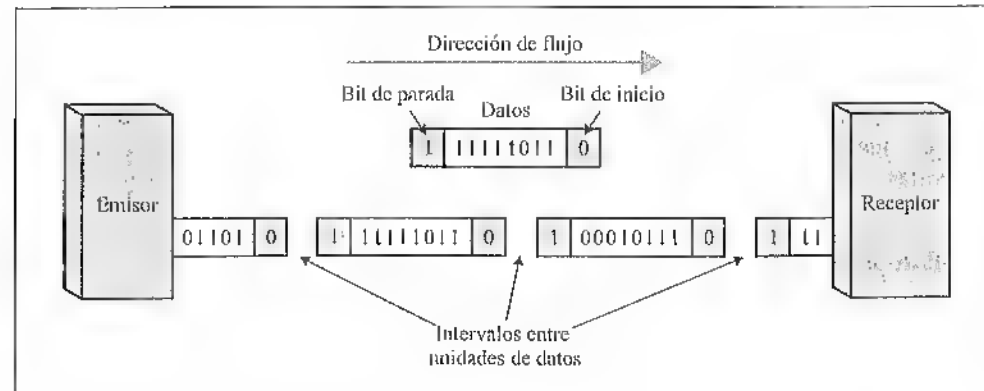 Dirección de flujo
Bit de parada
Datos
Bit de inicio
1 11111011 0
Emisor
Receptor
01101 0
1 11111011 0
1 00010111 0
1 11
Intervalos entre
unidades de datos